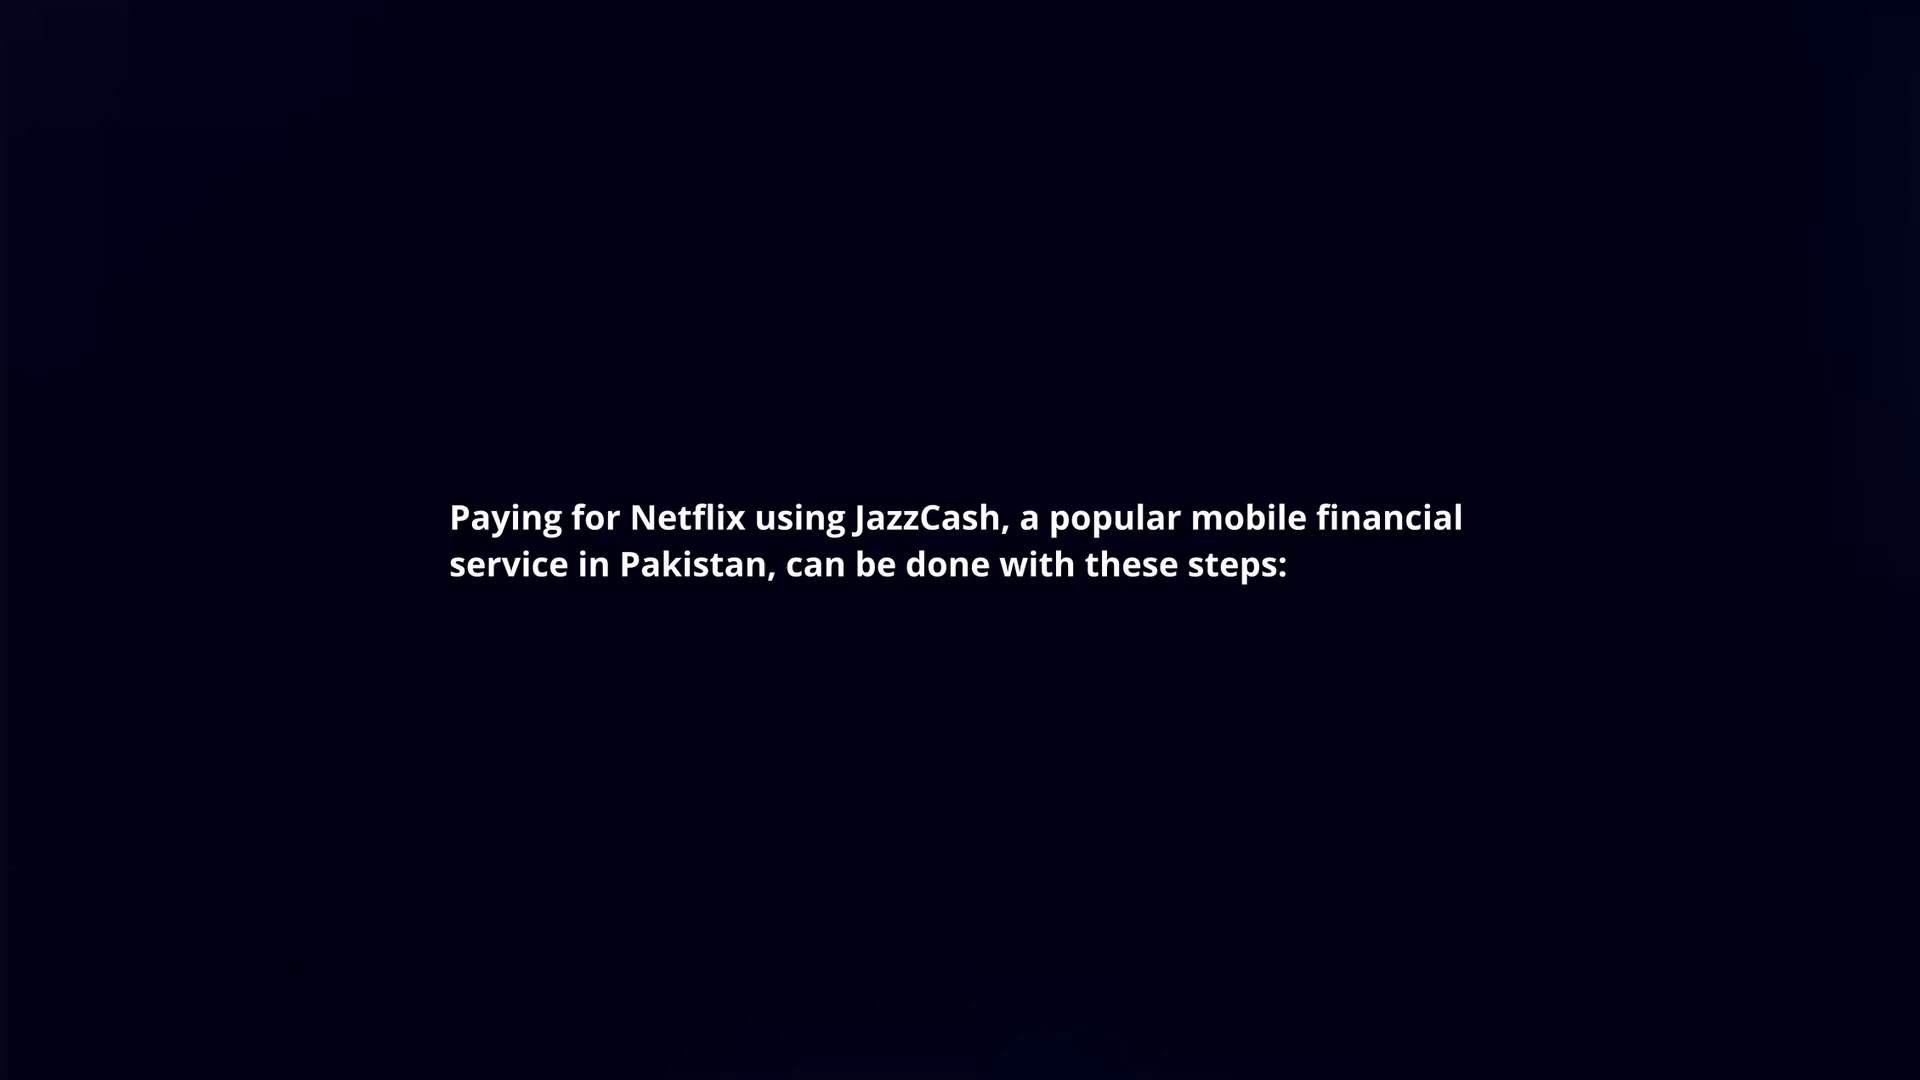 Paying for Netflix using JazzCash, a popular mobile financial
service in Pakistan, can be done with these steps: